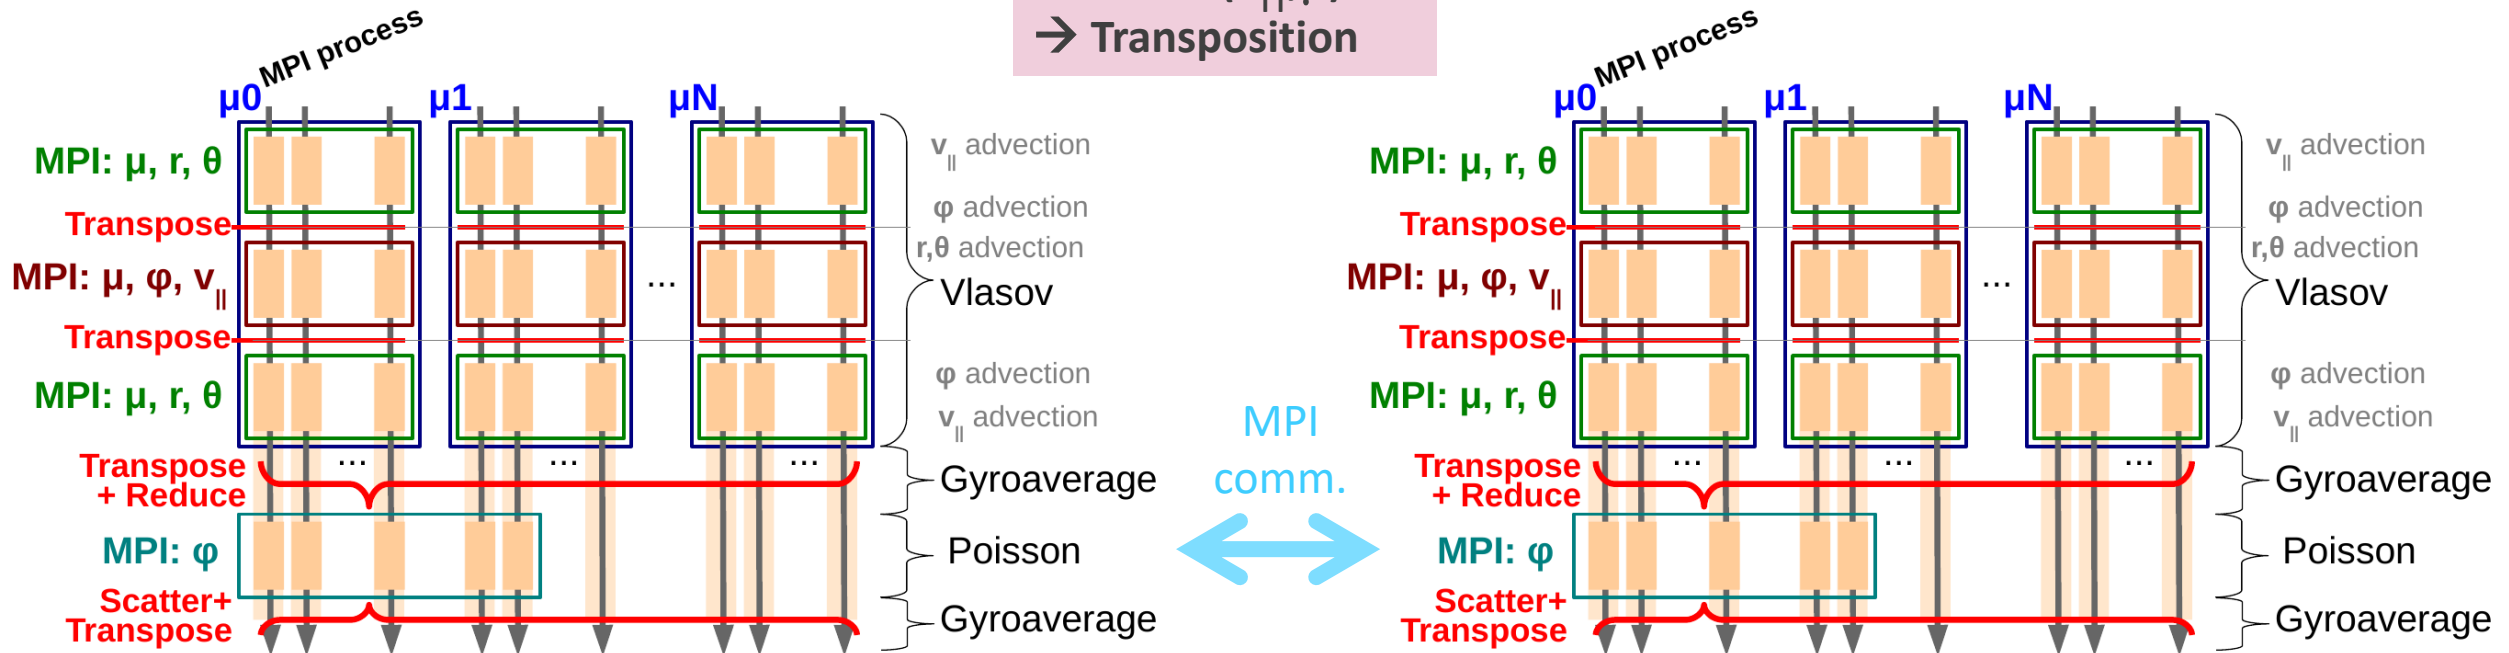 → Transposition
MPI process
μ0 μ1 μN
MPI: μ, r, θ
v|| advection
Transpose
φ advection
r,θ advection
MPI: μ, φ, v||
...
Vlasov
Transpose
MPI: μ, r, θ
φ advection
v|| advection
... ... ...
Transpose
+ Reduce
Gyroaverage
MPI: φ
Poisson
Scatter+
Transpose
Gyroaverage
MPI
comm.
MPI process
μ0 μ1 μN
MPI: μ, r, θ
v|| advection
Transpose
φ advection
r,θ advection
MPI: μ, φ, v||
...
Vlasov
Transpose
MPI: μ, r, θ
φ advection
v|| advection
... ... ...
Transpose
+ Reduce
Gyroaverage
MPI: φ
Poisson
Scatter+
Transpose
Gyroaverage